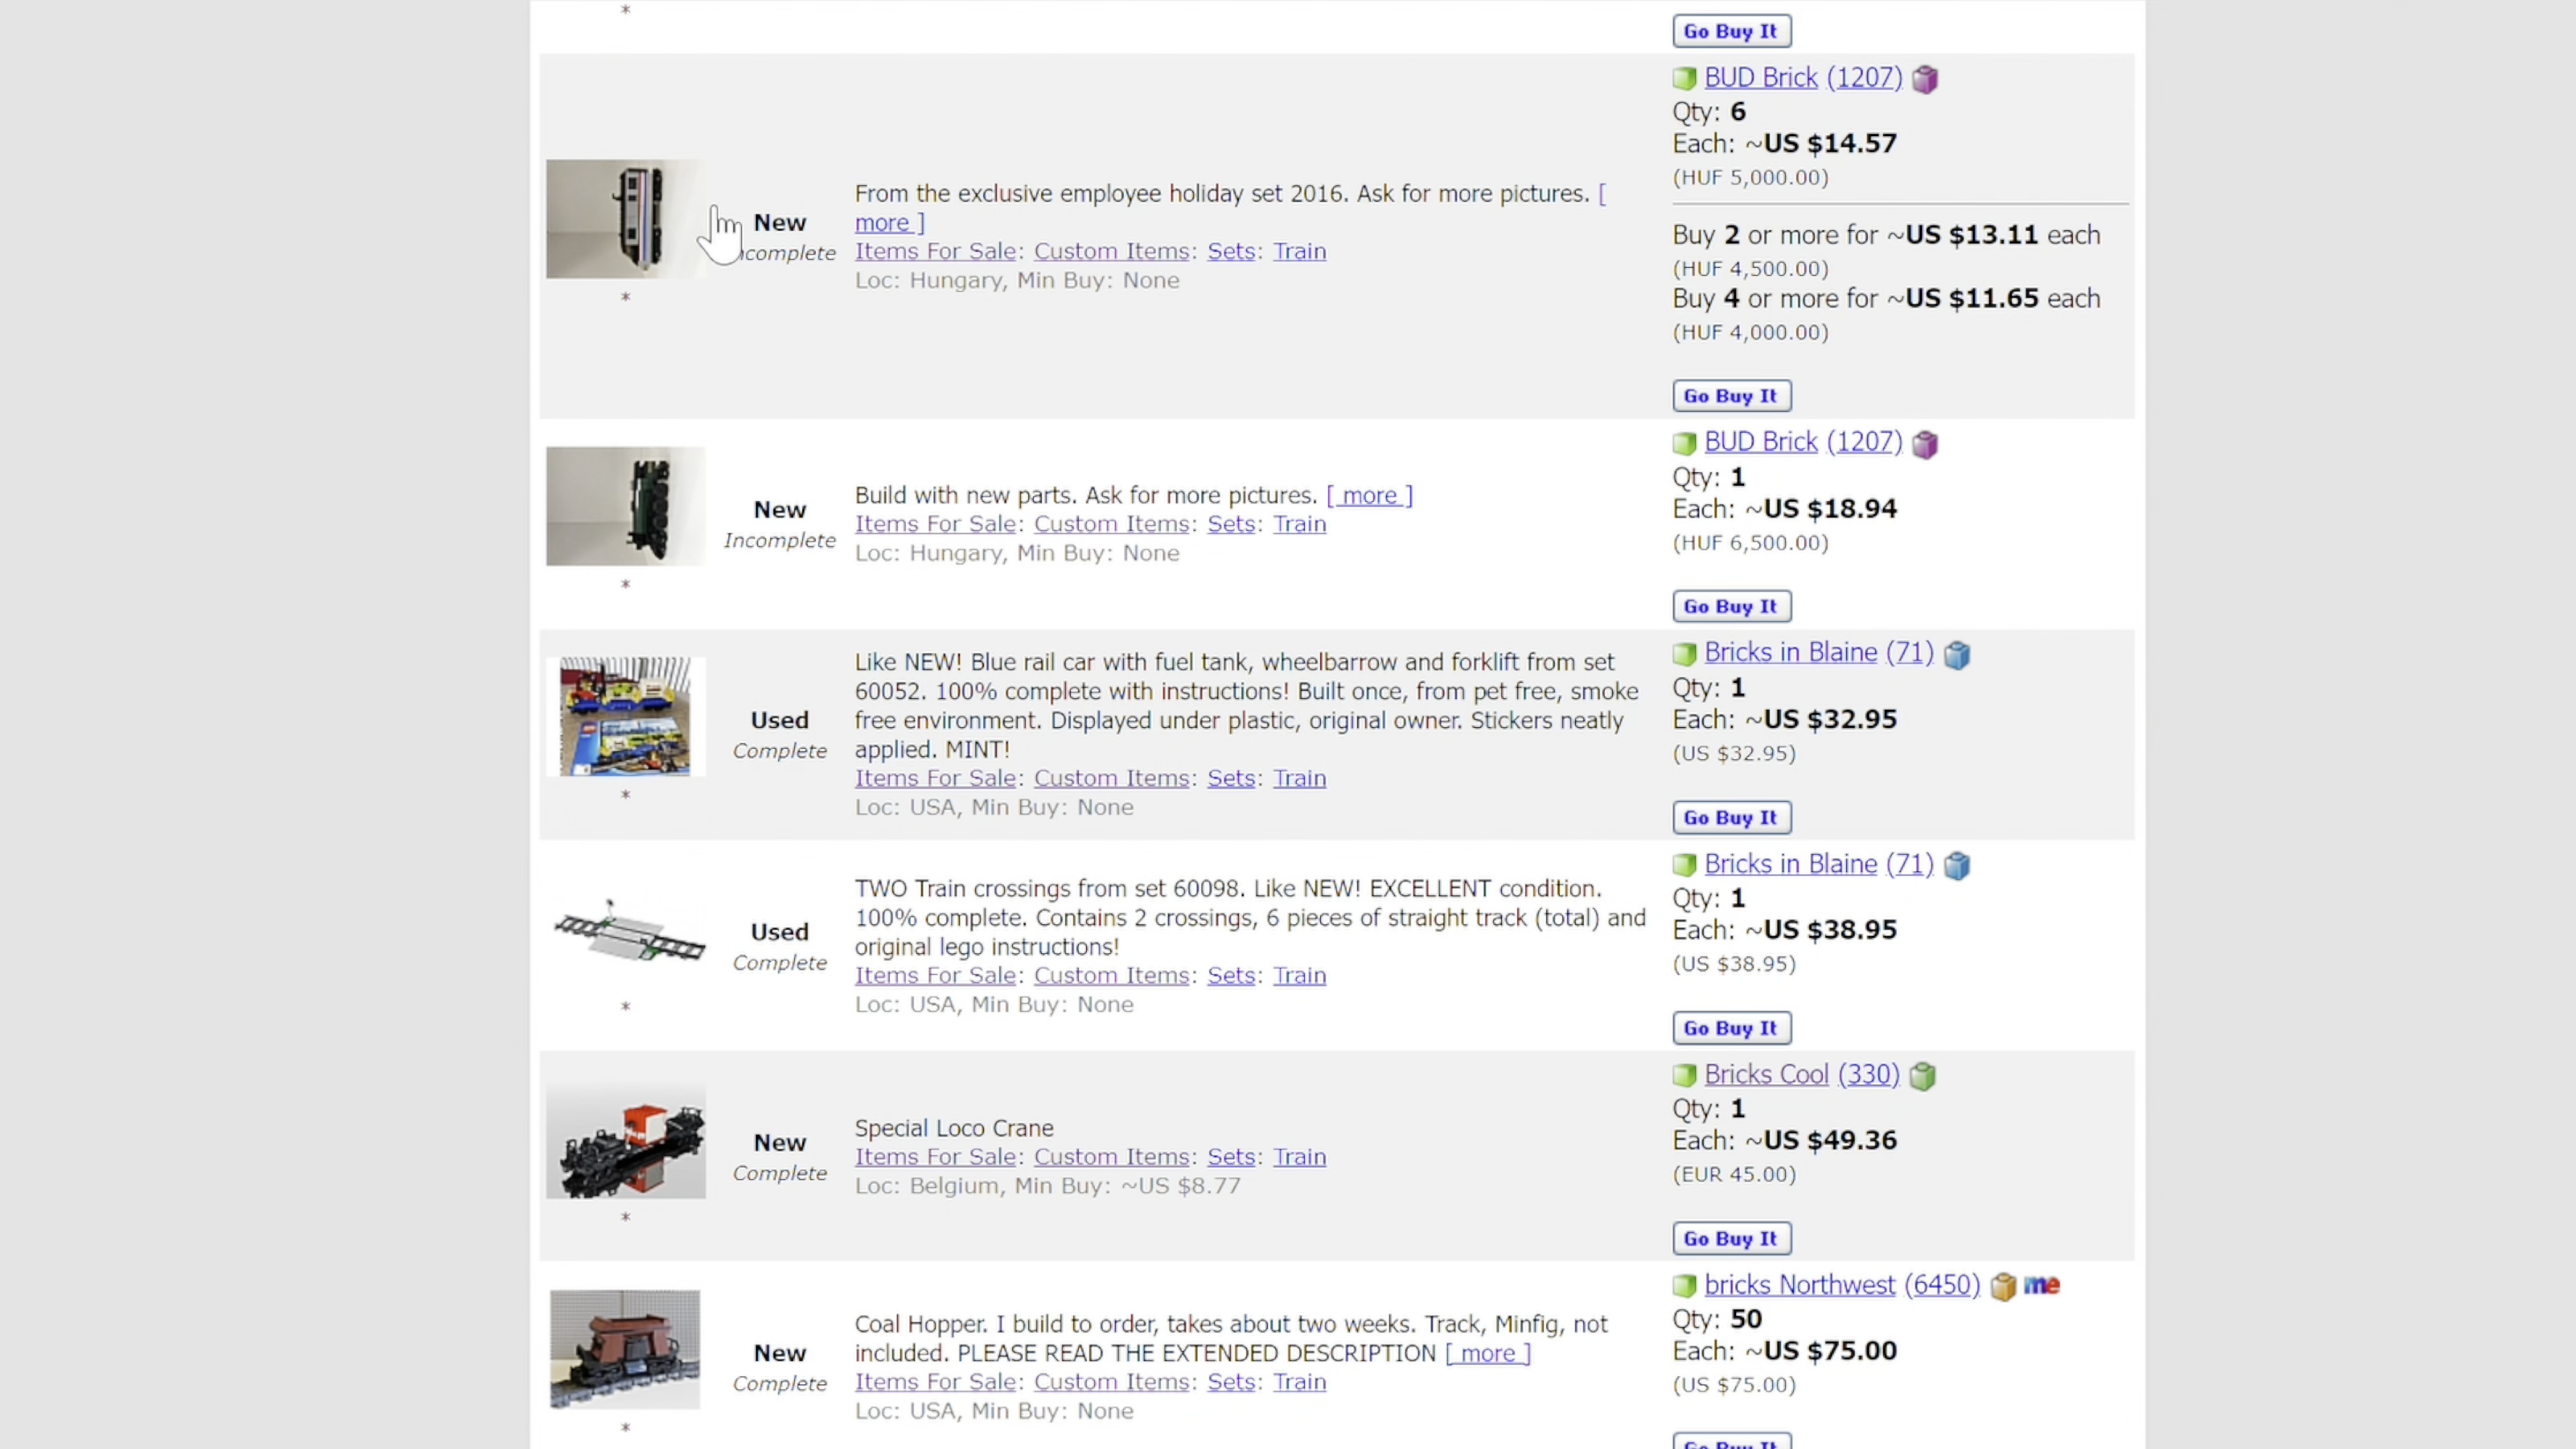 *
Go Buy It
BUD Brick (1207)
Qty: 6
Each: ~US $14.57
(HUF 5,000.00)
Buy 2 or more for ~US $13.11 each
(HUF 4,500.00)
Buy 4 or more for ~US $11.65 each
(HUF 4,000.00)
Go Buy It
New
complete
From the exclusive employee holiday set 2016. Ask for more pictures. [
more ]
Items For Sale: Custom Items: Sets: Train
Loc: Hungary, Min Buy: None
*
BUD Brick (1207)
Qty: 1
Each: ~US $18.94
(HUF 6,500.00)
Go Buy It
New
Incomplete
Build with new parts. Ask for more pictures. [ more ]
Items For Sale: Custom Items: Sets: Train
Loc: Hungary, Min Buy: None
*
Bricks in Blaine (71)
Qty: 1
Each: ~US $32.95
(US $32.95)
Go Buy It
Used
Complete
Like NEW! Blue rail car with fuel tank, wheelbarrow and forklift from set
60052. 100% complete with instructions! Built once, from pet free, smoke
free environment. Displayed under plastic, original owner. Stickers neatly
applied. MINT!
Items For Sale: Custom Items: Sets: Train
Loc: USA, Min Buy: None
*
Bricks in Blaine (71)
Qty: 1
Each: ~US $38.95
(US $38.95)
Go Buy It
Used
Complete
TWO Train crossings from set 60098. Like NEW! EXCELLENT condition.
100% complete. Contains 2 crossings, 6 pieces of straight track (total) and
original lego instructions!
Items For Sale: Custom Items: Sets: Train
Loc: USA, Min Buy: None
*
Bricks Cool (330)
Qty: 1
Each: ~US $49.36
(EUR 45.00)
Go Buy It
New
Complete
Special Loco Crane
Items For Sale: Custom Items: Sets: Train
Loc: Belgium, Min Buy: ~US $8.77
*
bricks Northwest (6450) me
Qty: 50
Each: ~US $75.00
(US $75.00)
Go Buy It
New
Complete
Coal Hopper. I build to order, takes about two weeks. Track, Minfig, not
included. PLEASE READ THE EXTENDED DESCRIPTION [ more ]
Items For Sale: Custom Items: Sets: Train
Loc: USA, Min Buy: None
*